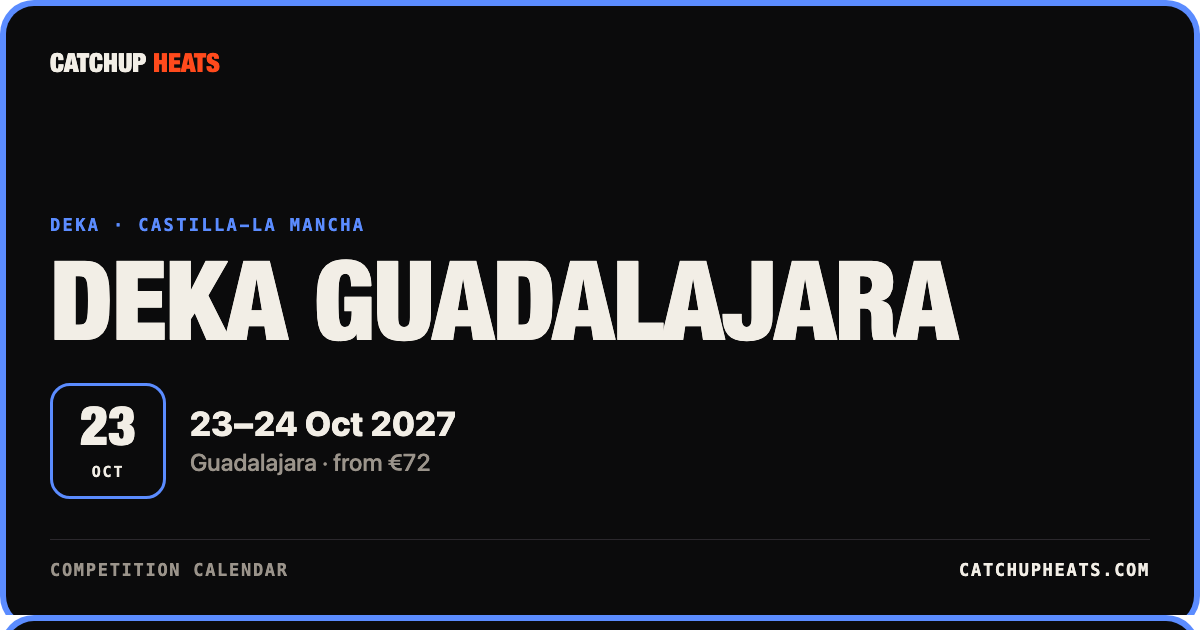 CATCHUP HEATS
DEKA · CASTILLA–LA MANCHA
DEKA GUADALAJARA
23
OCT
23–24 Oct 2027
Guadalajara · from €72
COMPETITION CALENDAR
CATCHUPHEATS.COM